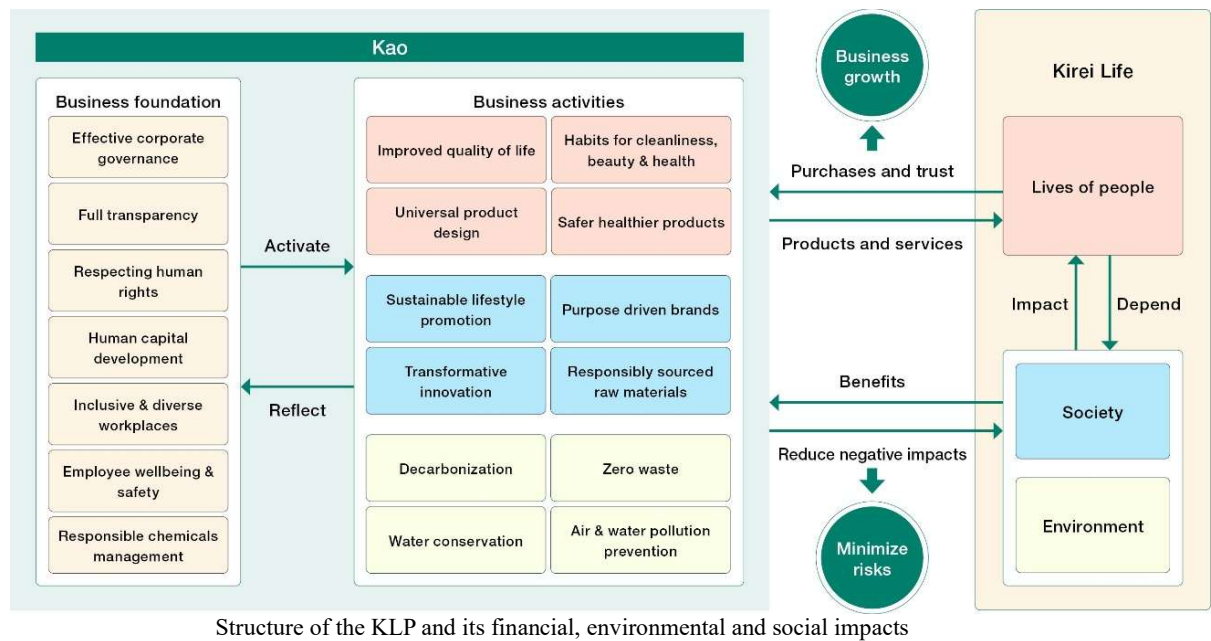 Kao
Business foundation
Effective corporate
governance
Full transparency
Respecting human
rights
Human capital
development
Inclusive & diverse
workplaces
Employee wellbeing &
safety
Responsible chemicals
management
Activate
Reflect
Business activities
Improved quality of life
Habits for cleanliness,
beauty & health
Universal product
design
Safer healthier products
Sustainable lifestyle
promotion
Purpose driven brands
Transformative
innovation
Responsibly sourced
raw materials
Decarbonization
Zero waste
Water conservation
Air & water pollution
prevention
Business
growth
Purchases and trust
Products and services
Benefits
Reduce negative impacts
Minimize
risks
Kirei Life
Lives of people
Impact
Depend
Society
Environment
Structure of the KLP and its financial, environmental and social impacts